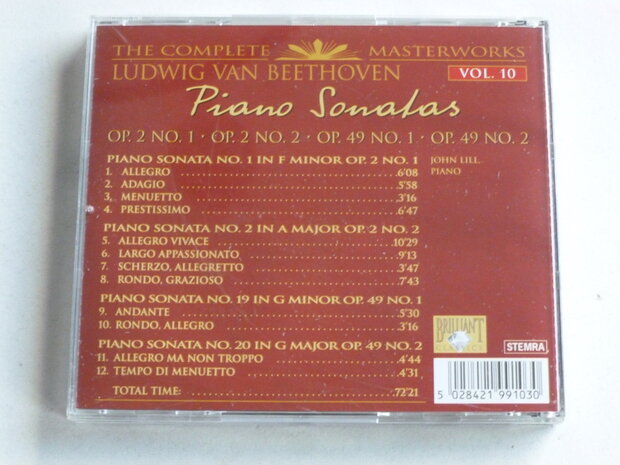 THE COMPLETE MASTERWORKS
LUDWIG VAN BEETHOVEN VOL. 10
Piano Sonatas
OP. 2 NO. 1 · OP. 2 NO. 2 · OP. 49 NO. 1 · OP. 49 NO. 2
PIANO SONATA NO. 1 IN F MINOR OP. 2 NO. 1
1. ALLEGRO 6'08
2. ADAGIO 5'58
3, MENUETTO 3'16
4. PRESTISSIMO 6'47
JOHN LILL.
PIANO
PIANO SONATA NO. 2 IN A MAJOR OP. 2 NO. 2
5. ALLEGRO VIVACE 10'29
6. LARGO APPASSIONATO 9'13
7. SCHERZO, ALLEGRETTO 3'47
8. RONDO, GRAZIOSO 7'43
PIANO SONATA NO. 19 IN G MINOR OP. 49 NO. 1
9. ANDANTE 5'30
10. RONDO, ALLEGRO 3'16
PIANO SONATA NO. 20 IN G MAJOR OP. 49 NO. 2
11. ALLEGRO MA NON TROPPO 4'44
12. TEMPO DI MENUETTO 4'31
TOTAL TIME: 72'21
BRILLIANT
CLASSICS
STEMRA
5 028421 991030